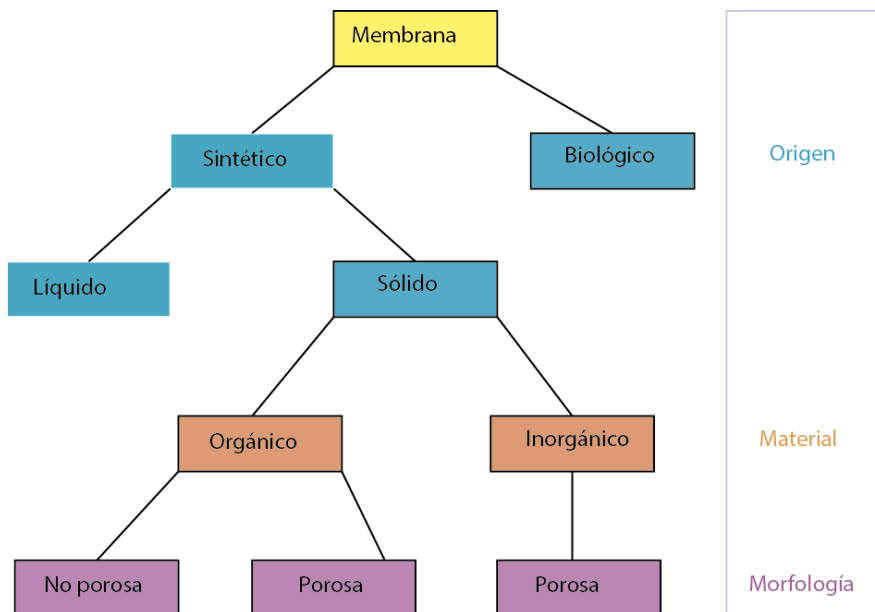 Membrana
Sintético
Biológico
Origen
Líquido
Sólido
Orgánico
Inorgánico
Material
No porosa
Porosa
Porosa
Morfología